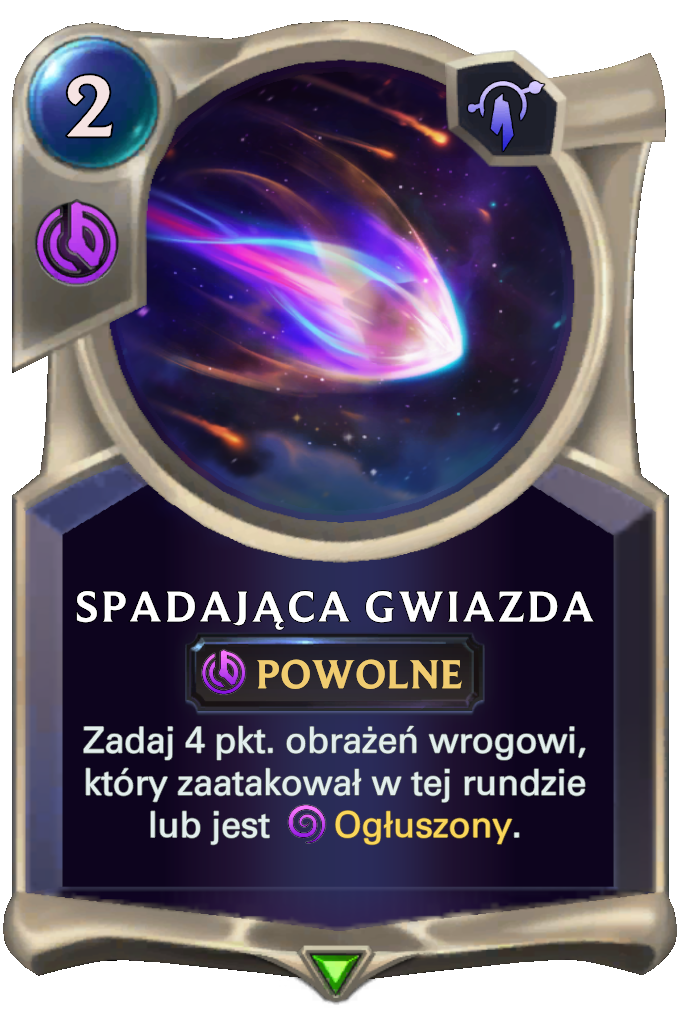 2
SPADAJĄCA GWIAZDA
POWOLNE
Zadaj 4 pkt. obrażeń wrogowi,
który zaatakował w tej rundzie
lub jest Ogłuszony.